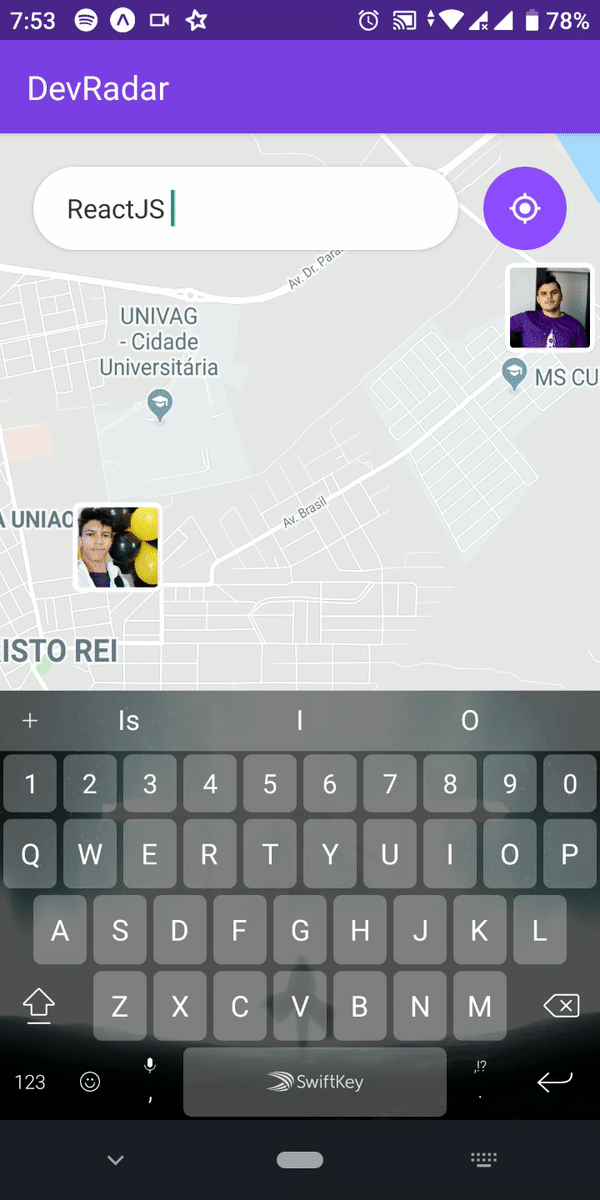 7:53
78%
DevRadar
ReactJS
Av. Dr. Para
UNIVAG
- Cidade
Universitária
MS CU
A UNIAO
Av. Brasil
ISTO REI
+ Is I O
1 2 3 4 5 6 7 8 9 0
Q W E R T Y U I O P
A S D F G H J K L
Z X C V B N M
123 , SwiftKey ,!? .